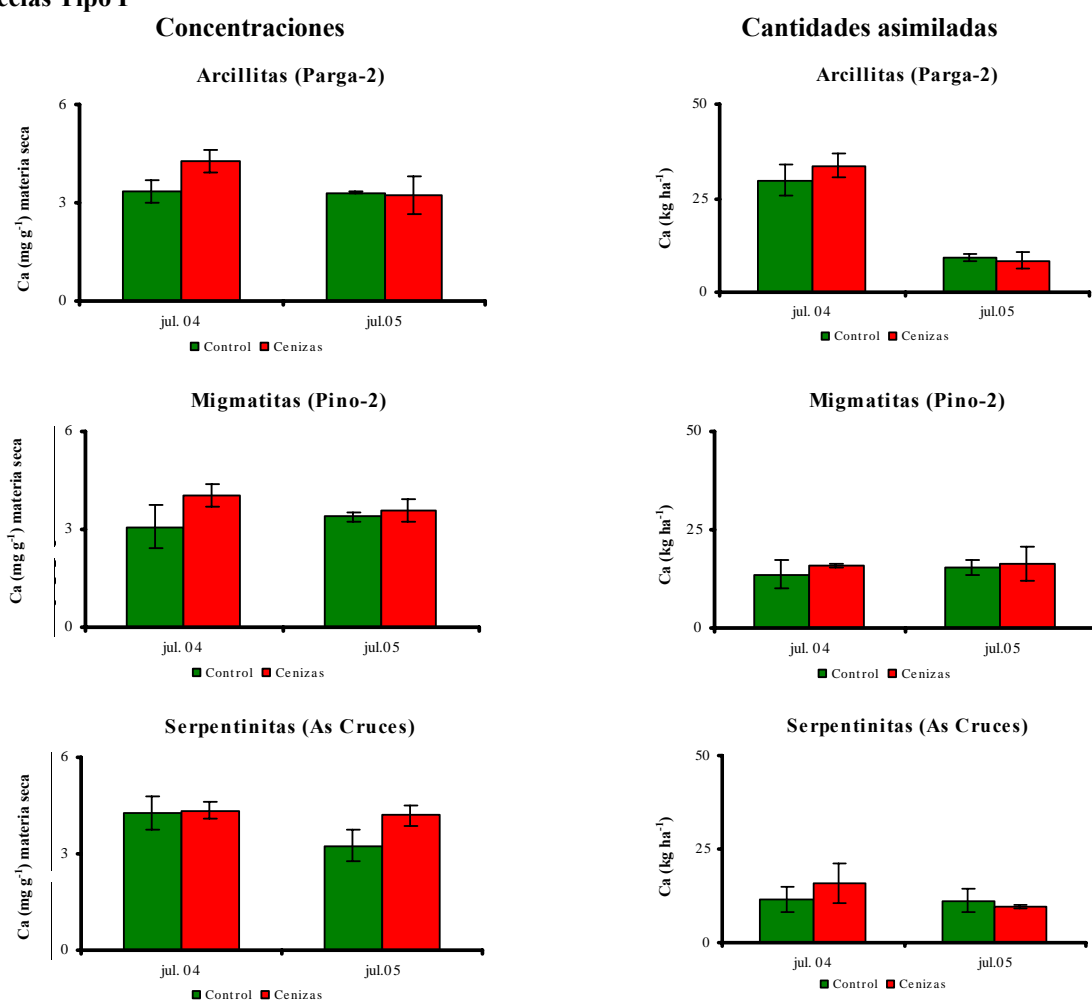 Tipo I
Concentraciones
Cantidades asimiladas
Arcillitas (Parga-2)
Ca (mg g-1) materia seca
6
3
0
jul. 04
jul.05
Control Cenizas
Arcillitas (Parga-2)
Ca (kg ha-1)
50
25
0
jul. 04
jul.05
Control Cenizas
Migmatitas (Pino-2)
Ca (mg g-1) materia seca
6
3
0
jul. 04
jul.05
Control Cenizas
Migmatitas (Pino-2)
Ca (kg ha-1)
50
25
0
jul. 04
jul.05
Control Cenizas
Serpentinitas (As Cruces)
Ca (mg g-1) materia seca
6
3
0
jul. 04
jul.05
Control Cenizas
Serpentinitas (As Cruces)
Ca (kg ha-1)
50
25
0
jul. 04
jul.05
Control Cenizas